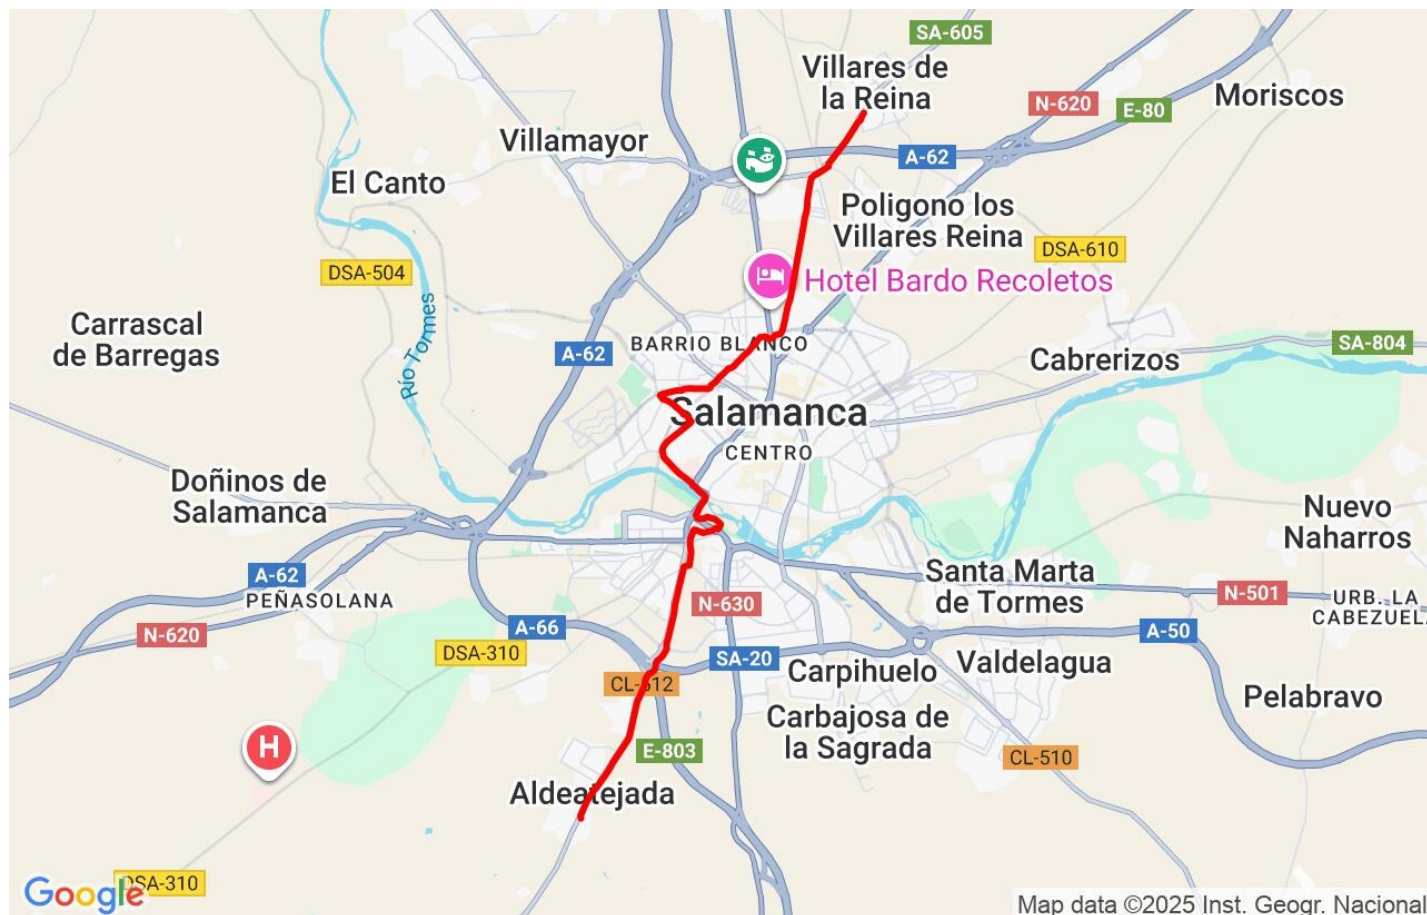 SA-605
Villares de
la Reina
Moriscos
N-620
E-80
Villamayor
A-62
El Canto
Poligono los
Villares Reina
DSA-610
DSA-504
Hotel Bardo Recoletos
Río Tormes
Carrascal
de Barregas
BARRIO BLANCO
A-62
SA-804
Cabrerizos
Salamanca
CENTRO
Doñinos de
Salamanca
Nuevo
Naharros
A-62
PEÑASOLANA
Santa Marta
de Tormes
N-501
URB. LA
CABEZUELA
N-630
A-66
N-620
A-50
DSA-310
SA-20
Carpihuelo
Valdelagua
CL-512
Pelabravo
Carbajosa de
la Sagrada
H
E-803
CL-510
Aldeatejada
DSA-310
Google
Map data ©2025 Inst. Geogr. Nacional